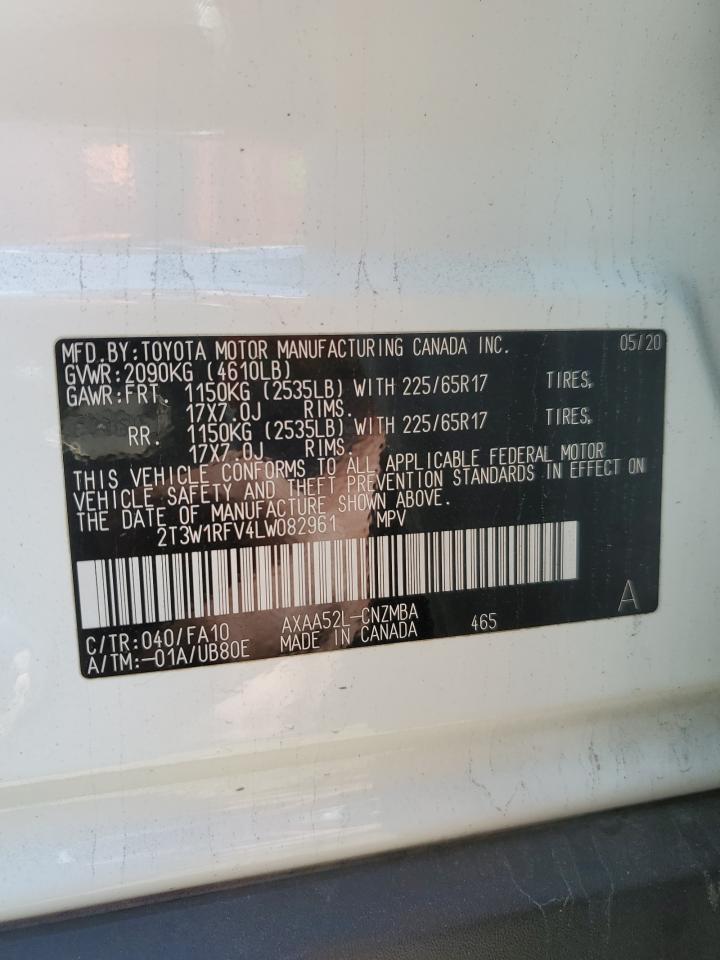 MFD.BY:TOYOTA MOTOR MANUFACTURING CANADA INC. 05/20
GVWR:2090KG (4610LB)
GAWR:FRT. 1150KG (2535LB) WITH 225/65R17 TIRES,
17X7.0J RIMS.
RR. 1150KG (2535LB) WITH 225/65R17 TIRES,
17X7.0J RIMS.
THIS VEHICLE CONFORMS TO ALL APPLICABLE FEDERAL MOTOR
VEHICLE SAFETY AND THEFT PREVENTION STANDARDS IN EFFECT ON
THE DATE OF MANUFACTURE SHOWN ABOVE.
2T3W1RFV4LW082961 MPV
C/TR:040/FA10 AXAA52L-CNZMBA 465 A
A/TM:-01A/UB80E MADE IN CANADA